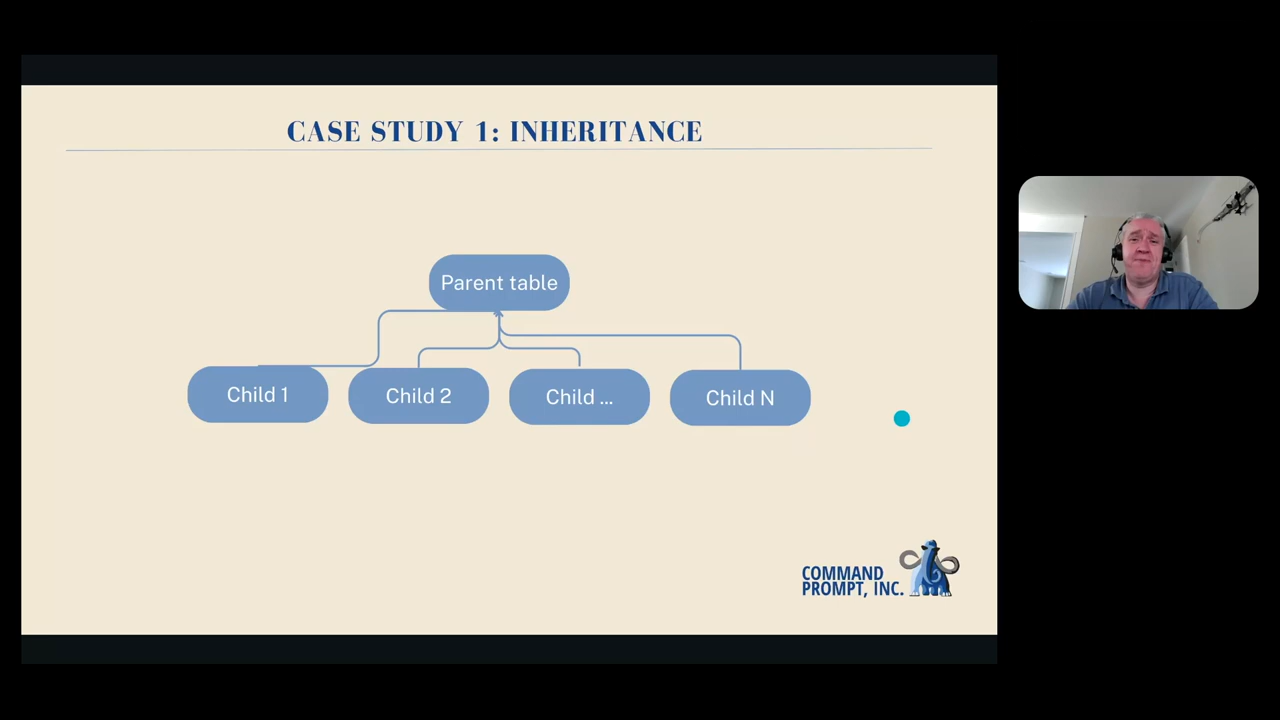 CASE STUDY 1: INHERITANCE
Parent table
Child 1
Child 2
Child ...
Child N
COMMAND
PROMPT, INC.